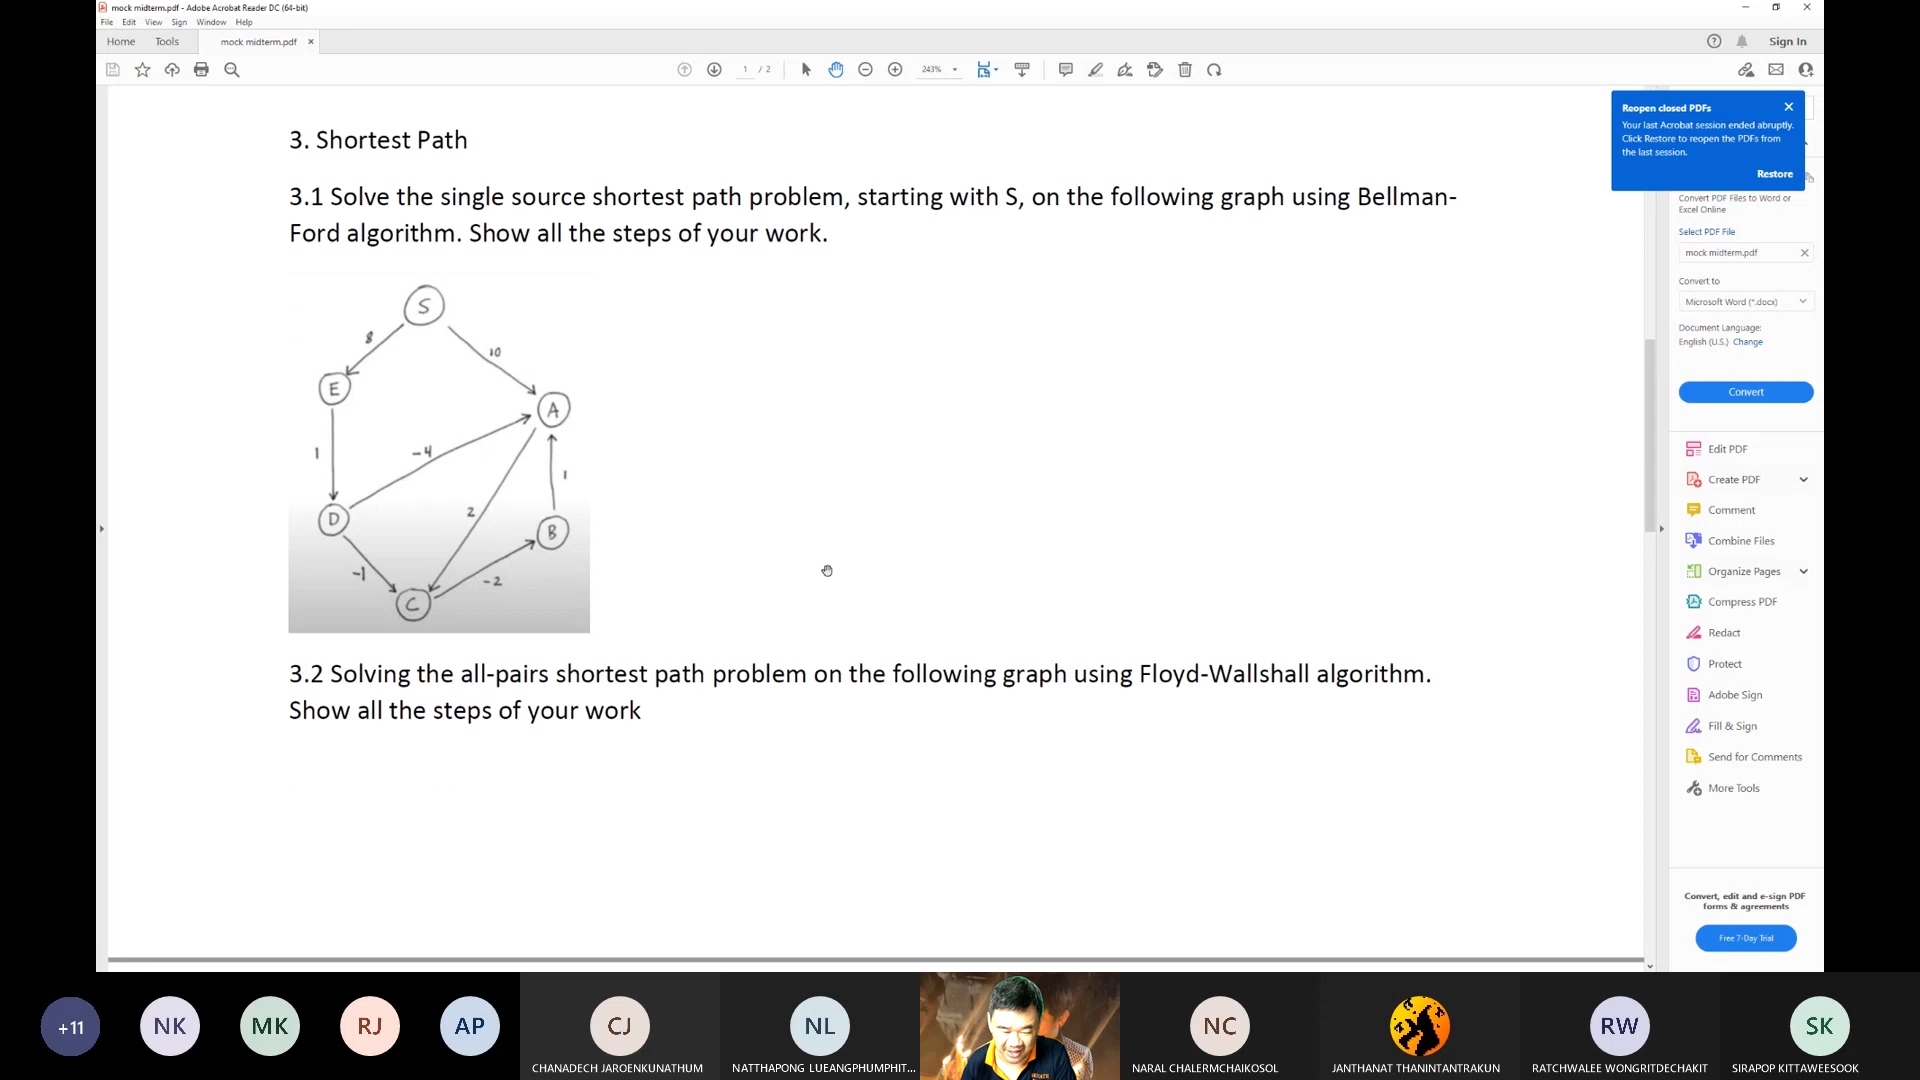 mock midterm.pdf - Adobe Acrobat Reader DC (64-bit)
File Edit View Sign Window Help
Home Tools mock midterm.pdf × Sign In
1 / 2 243%
3. Shortest Path
3.1 Solve the single source shortest path problem, starting with S, on the following graph using Bellman-
Ford algorithm. Show all the steps of your work.
S
8 10
E
A
1 -4 1
2
D B
-1 -2
C
3.2 Solving the all-pairs shortest path problem on the following graph using Floyd-Wallshall algorithm.
Show all the steps of your work
Reopen closed PDFs
Your last Acrobat session ended abruptly.
Click Restore to reopen the PDFs from
the last session.
Restore
Convert PDF Files to Word or
Excel Online
Select PDF File
mock midterm.pdf
Convert to
Microsoft Word (*.docx)
Document Language:
English (U.S.) Change
Convert
Edit PDF
Create PDF
Comment
Combine Files
Organize Pages
Compress PDF
Redact
Protect
Adobe Sign
Fill & Sign
Send for Comments
More Tools
Convert, edit and e-sign PDF
forms & agreements
Free 7-Day Trial
+11 NK MK RJ AP CJ NL NC RW SK
CHANADECH JAROENKUNATHUM NATTHAPONG LUEANGPHUMPHIT... NARAL CHALERMCHAIKOSOL JANTHANAT THANINTANTRAKUN RATCHWALEE WONGRITDECHAKIT SIRAPOP KITTAWEESOOK